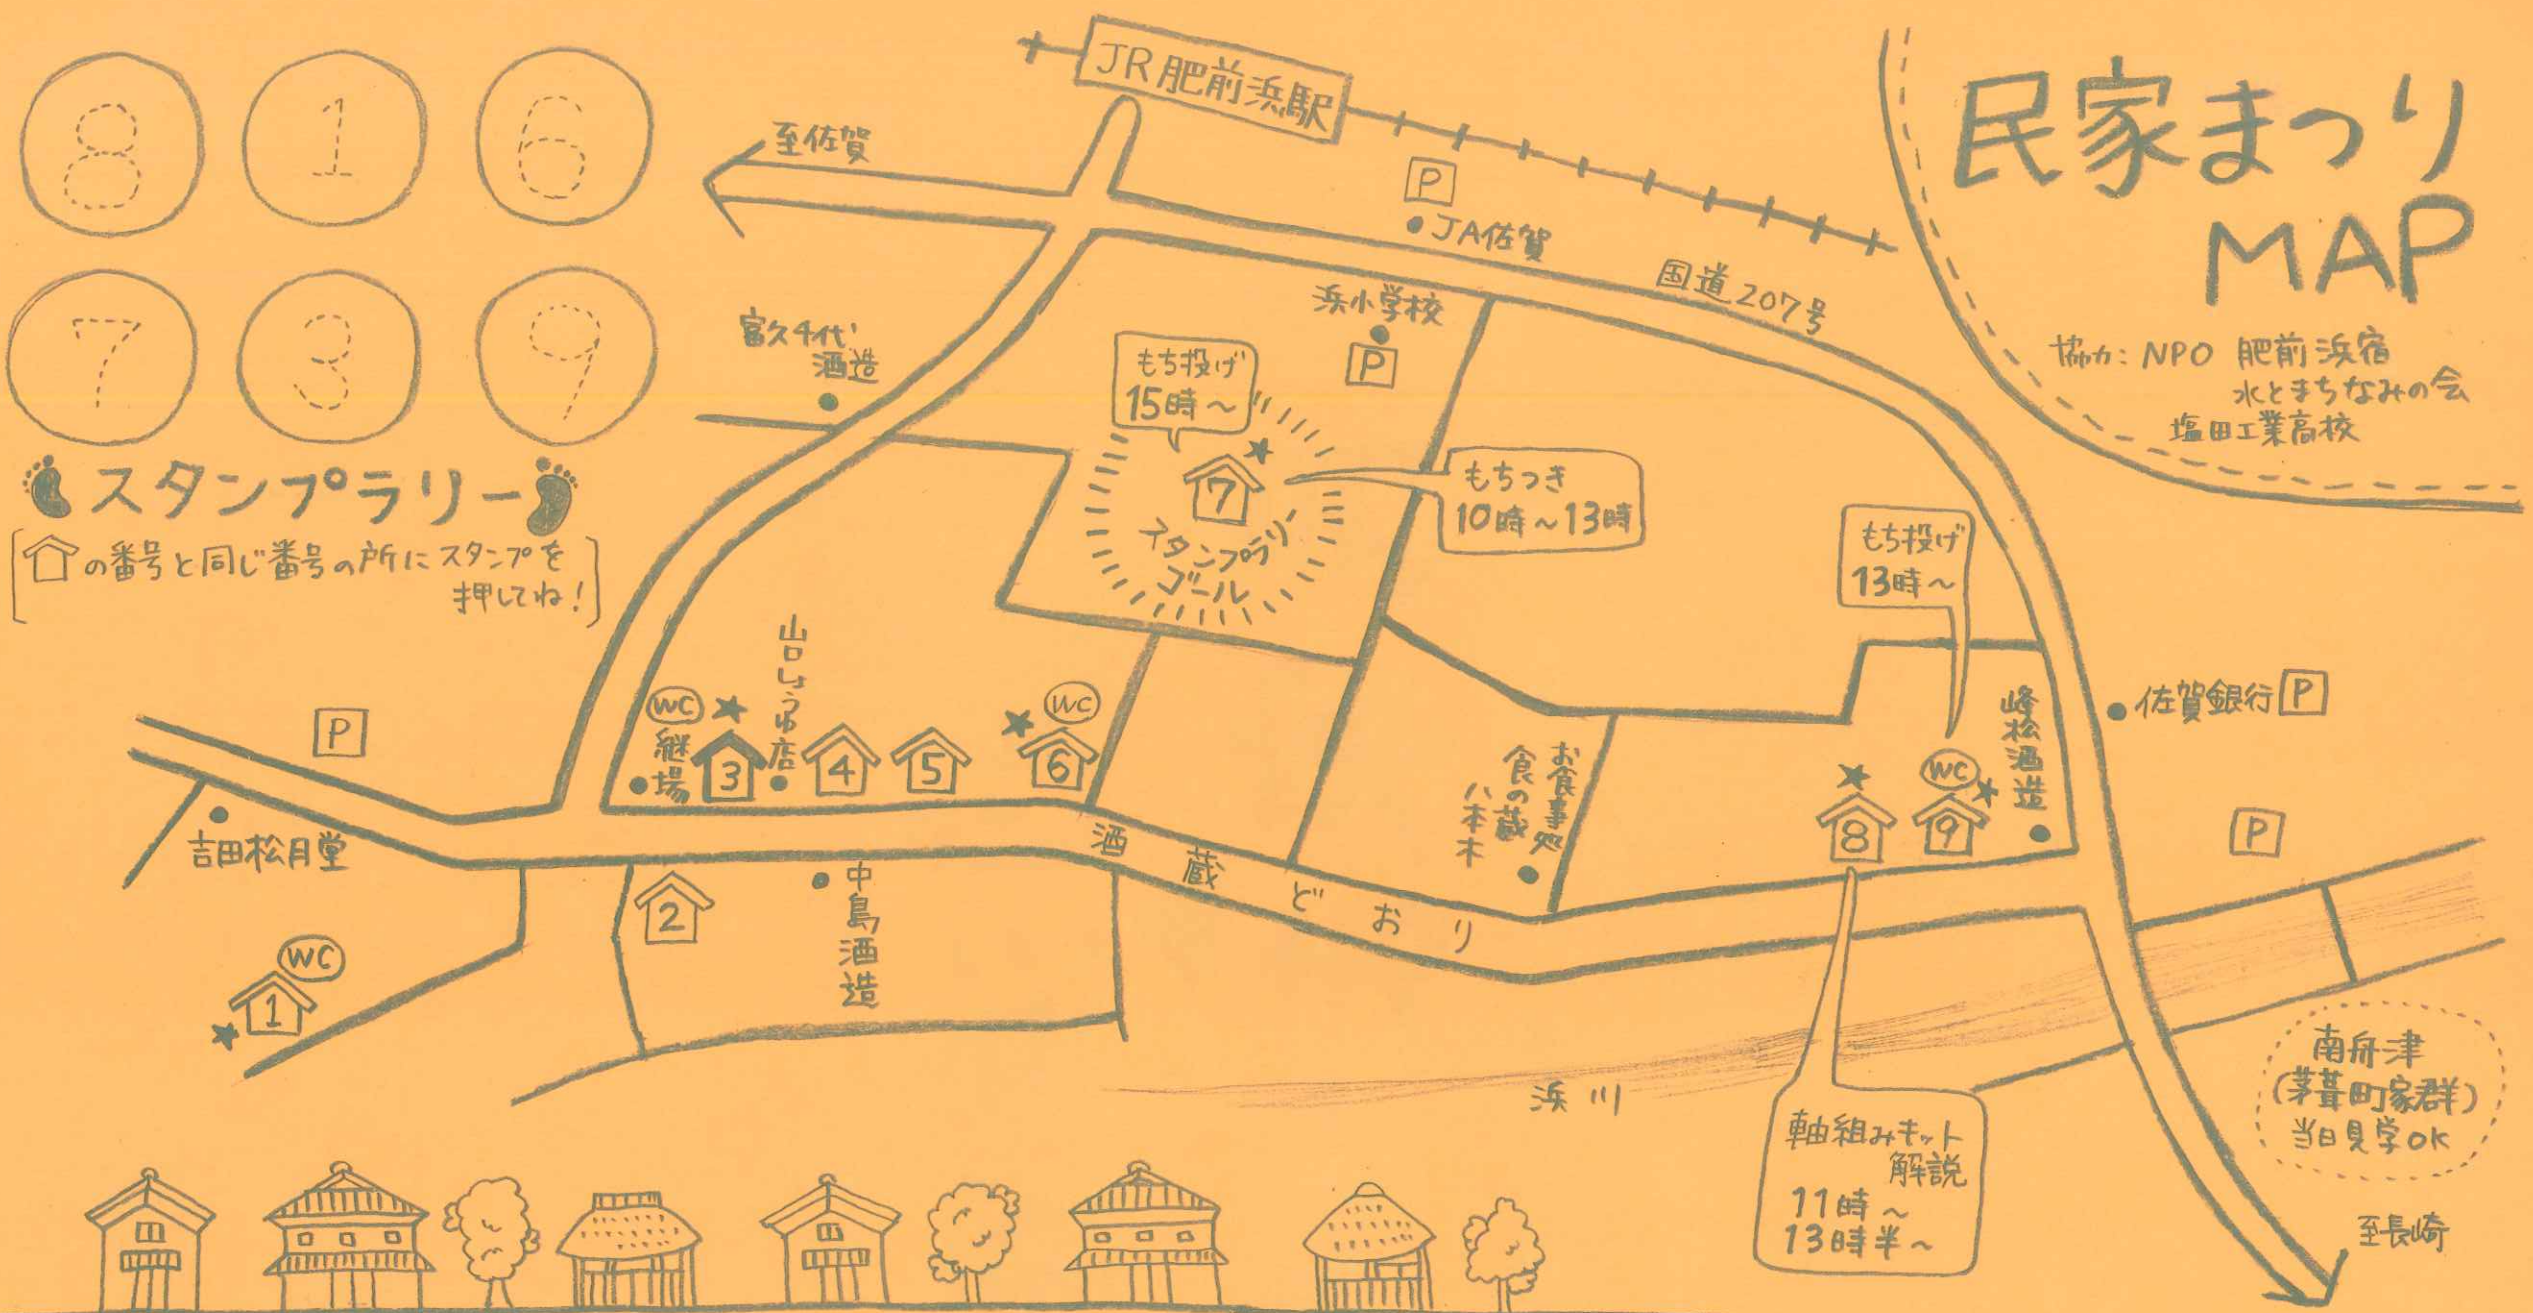 民家まつり
MAP
協力: NPO 肥前浜宿
水とまちなみの会
塩田工業高校
8
1
6
7
3
9
スタンプラリー
の番号と同じ番号の所にスタンプを
押してね!
JR肥前浜駅
至佐賀
P
JA佐賀
国道207号
浜小学校
P
富久千代
酒造
もち投げ
15時~
7
スタンプラリー
ゴール
もちつき
10時~13時
もち投げ
13時~
P
吉田松月堂
WC
継場
3
山口しょう店
4
5
WC
6
お食事処
食の蔵
八本木
8
WC
9
峰松酒造
佐賀銀行
P
P
酒蔵どおり
2
中島酒造
WC
1
浜川
軸組みキット
解説
11時~
13時半~
南舟津
(茅葺町家群)
当日見学OK
至長崎